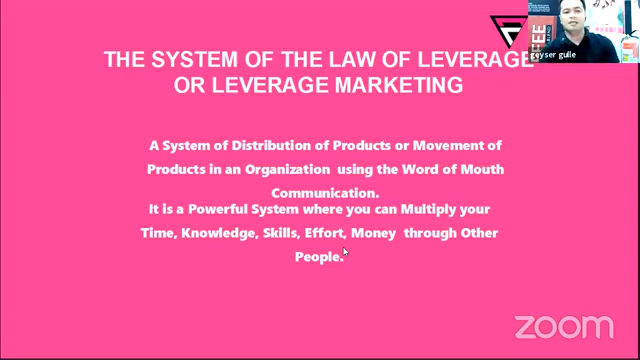 THE SYSTEM OF THE LAW OF LEVERAGE
OR LEVERAGE MARKETING
geyser gulle
A System of Distribution of Products or Movement of
Products in an Organization using the Word of Mouth
Communication.
It is a Powerful System where you can Multiply your
Time, Knowledge, Skills, Effort, Money through Other
People.
zoom